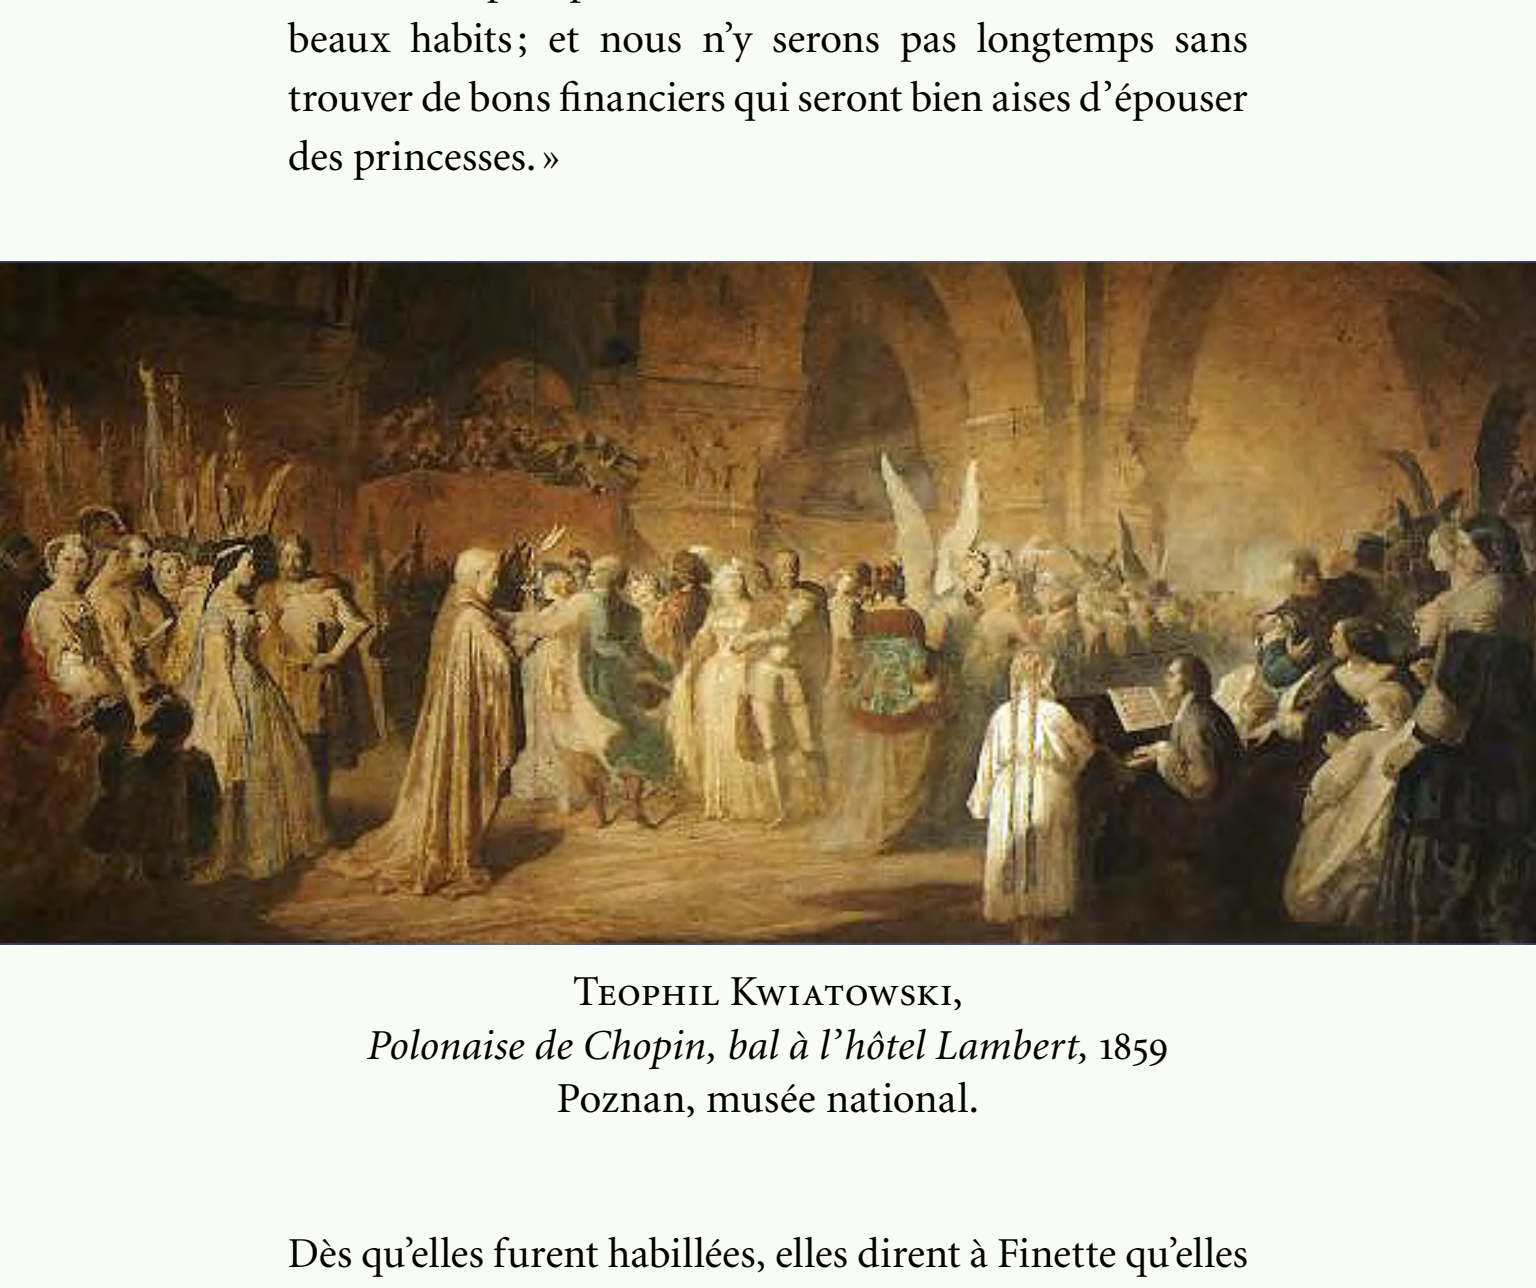 beaux habits ; et nous n’y serons pas longtemps sans
trouver de bons financiers qui seront bien aises d’épouser
des princesses. »
Teophil Kwiatowski,
Polonaise de Chopin, bal à l’hôtel Lambert, 1859
Poznan, musée national.
Dès qu’elles furent habillées, elles dirent à Finette qu’elles